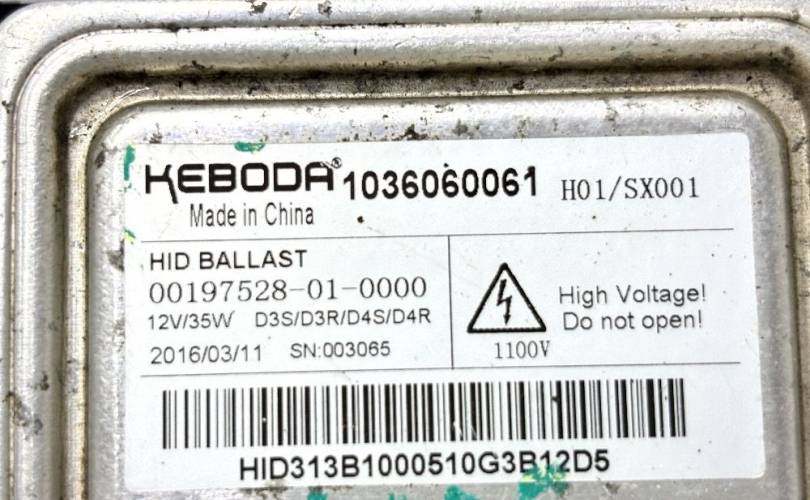 KEBODA® 1036060061 H01/SX001
Made in China
HID BALLAST
00197528-01-0000
12V/35W D3S/D3R/D4S/D4R
2016/03/11 SN:003065
High Voltage!
Do not open!
1100V
HID313B1000510G3B12D5